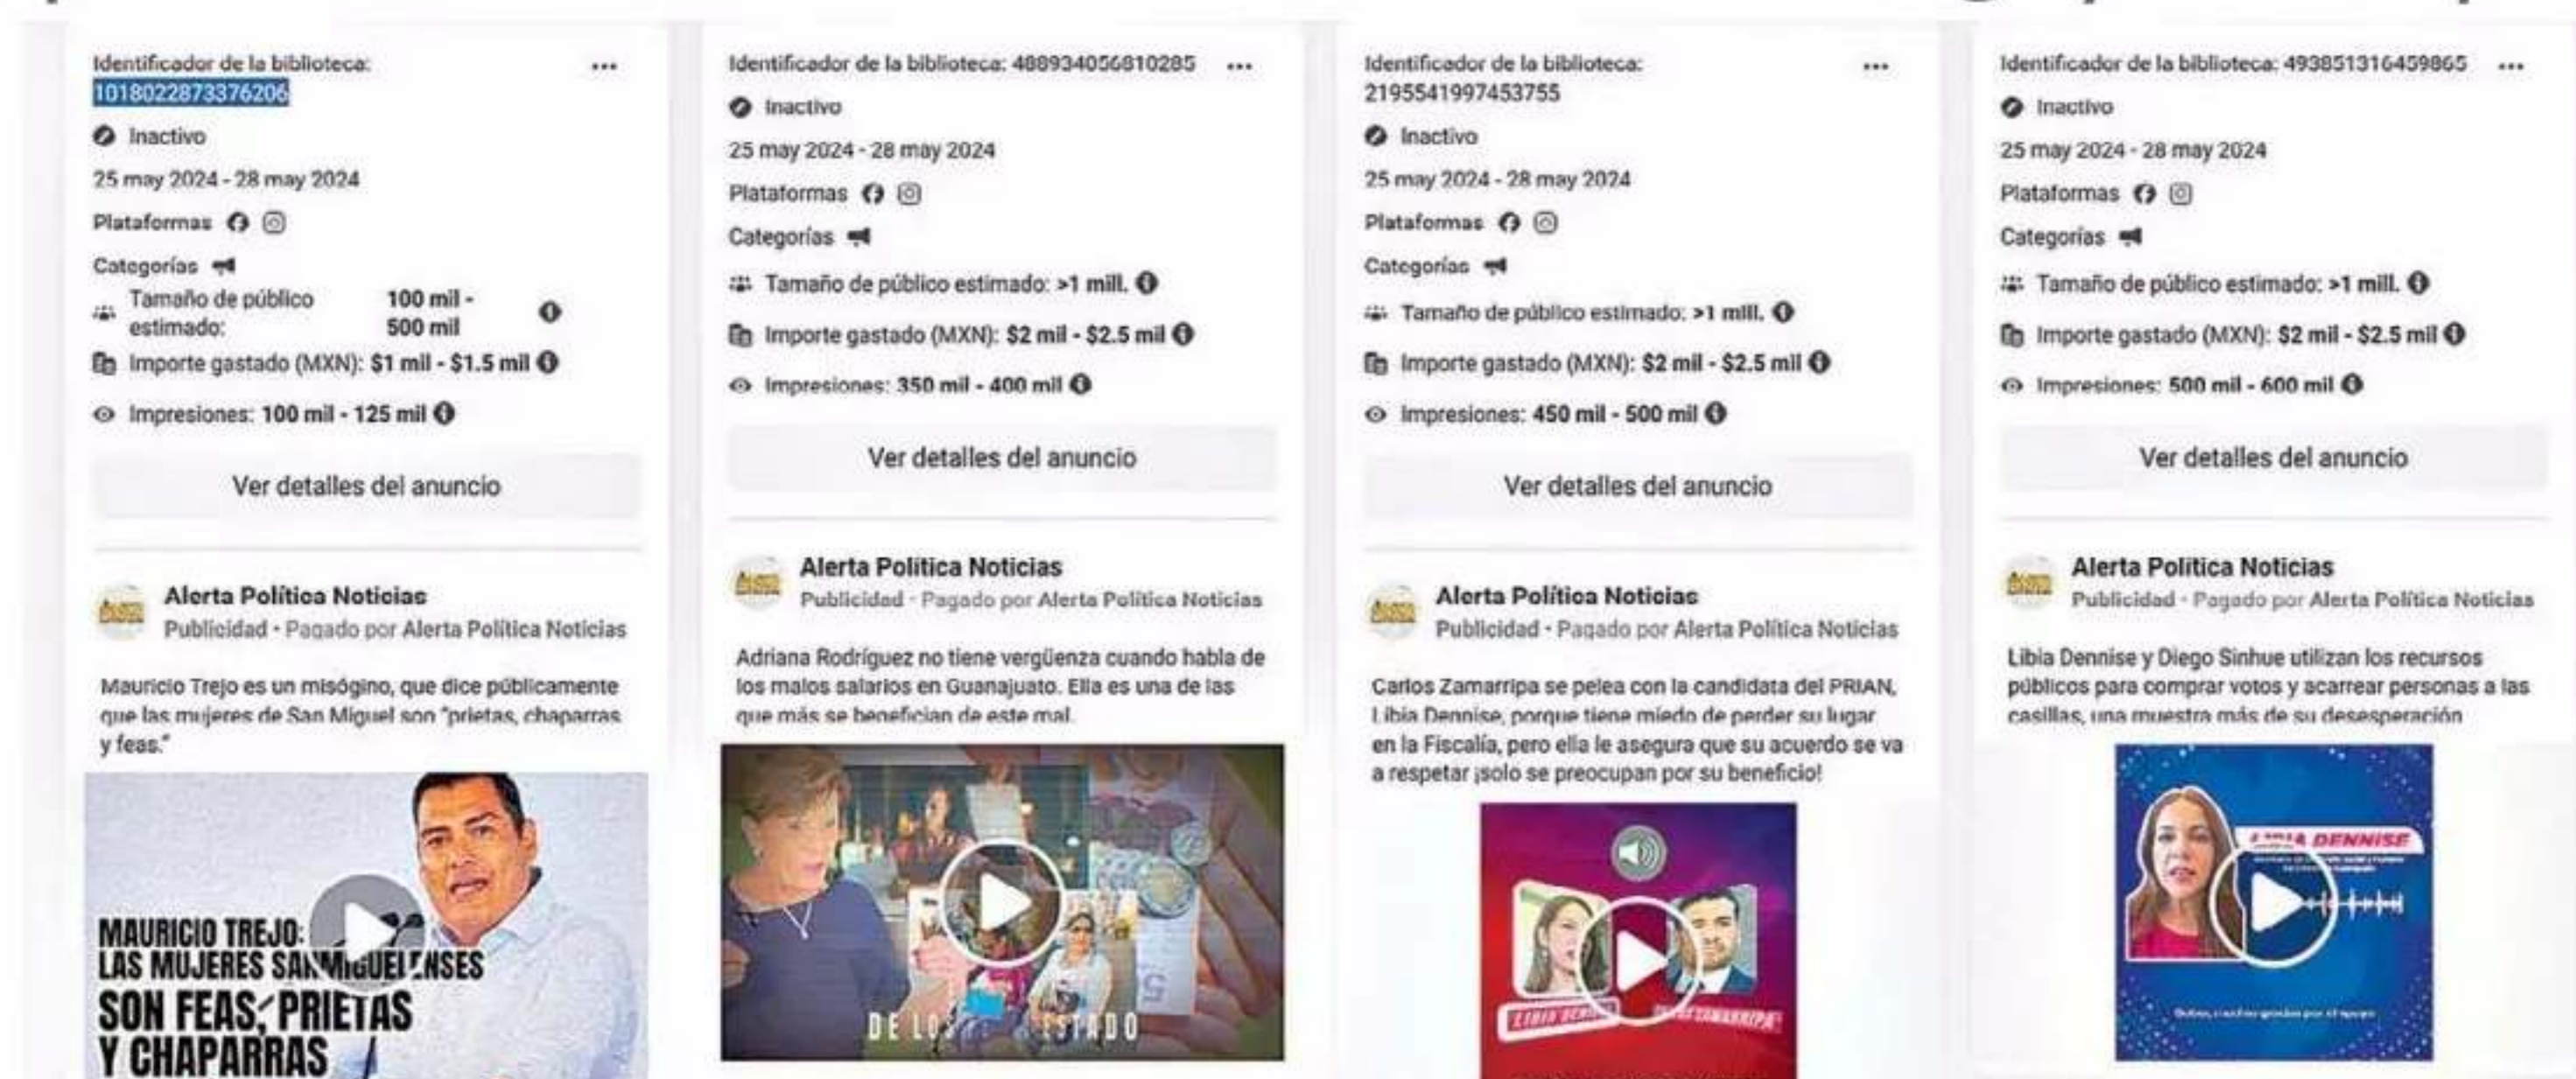 Identificador de la biblioteca:
1018022873376206
Inactivo
25 may 2024 - 28 may 2024
Plataformas
Categorías
Tamaño de público
estimado:
100 mil -
500 mil
Importe gastado (MXN): $1 mil - $1.5 mil
Impresiones: 100 mil - 125 mil
Ver detalles del anuncio
Alerta Política Noticias
Publicidad • Pagado por Alerta Política Noticias
Mauricio Trejo es un misógino, que dice públicamente
que las mujeres de San Miguel son "prietas, chaparras
y feas."
MAURICIO TREJO:
LAS MUJERES SANMIGUELENSES
SON FEAS, PRIETAS
Y CHAPARRAS
Identificador de la biblioteca: 488934056810285
Inactivo
25 may 2024 - 28 may 2024
Plataformas
Categorías
Tamaño de público estimado: >1 mill.
Importe gastado (MXN): $2 mil - $2.5 mil
Impresiones: 350 mil - 400 mil
Ver detalles del anuncio
Alerta Política Noticias
Publicidad • Pagado por Alerta Política Noticias
Adriana Rodríguez no tiene vergüenza cuando habla de
los malos salarios en Guanajuato. Ella es una de las
que más se benefician de este mal.
DE LOS ESTADO
Identificador de la biblioteca:
2195541997453755
Inactivo
25 may 2024 - 28 may 2024
Plataformas
Categorías
Tamaño de público estimado: >1 mill.
Importe gastado (MXN): $2 mil - $2.5 mil
Impresiones: 450 mil - 500 mil
Ver detalles del anuncio
Alerta Política Noticias
Publicidad • Pagado por Alerta Política Noticias
Carlos Zamarripa se pelea con la candidata del PRIAN,
Libia Dennise, porque tiene miedo de perder su lugar
en la Fiscalía, pero ella le asegura que su acuerdo se va
a respetar ¡solo se preocupan por su beneficio!
LIBIA DENNISE
ZAMARRIPA
Identificador de la biblioteca: 493851316459865
Inactivo
25 may 2024 - 28 may 2024
Plataformas
Categorías
Tamaño de público estimado: >1 mill.
Importe gastado (MXN): $2 mil - $2.5 mil
Impresiones: 500 mil - 600 mil
Ver detalles del anuncio
Alerta Política Noticias
Publicidad • Pagado por Alerta Política Noticias
Libia Dennise y Diego Sinhue utilizan los recursos
públicos para comprar votos y acarrear personas a las
casillas, una muestra más de su desesperación
LIBIA DENNISE